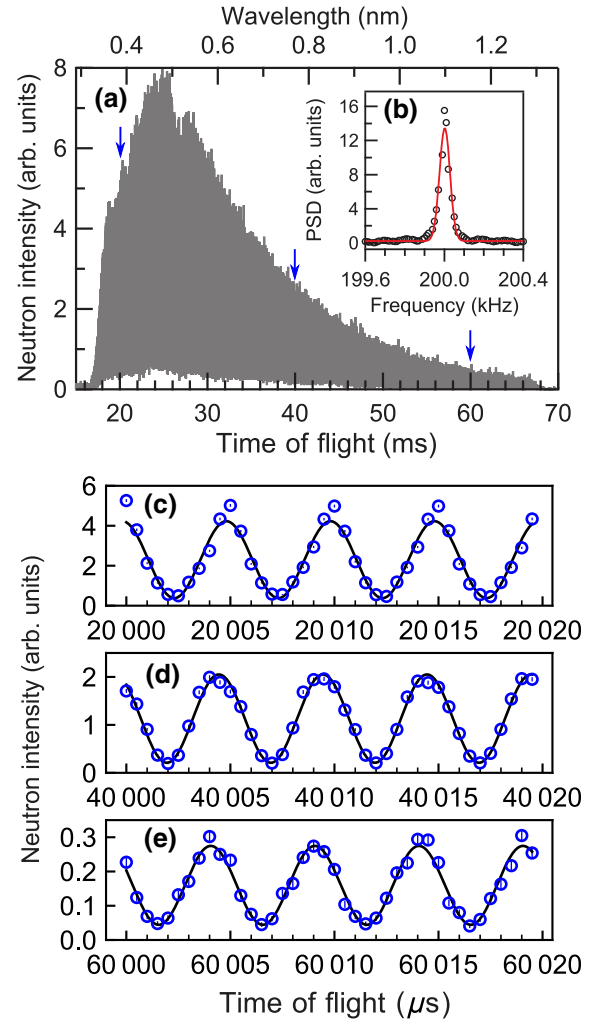 Wavelength (nm)
0.4 0.6 0.8 1.0 1.2
(a)
(b)
Neutron intensity (arb. units)
8
6
4
2
0
PSD (arb. units)
16
12
8
4
0
199.6 200.0 200.4
Frequency (kHz)
20 30 40 50 60 70
Time of flight (ms)
Neutron intensity (arb. units)
(c)
6
4
2
0
20 000 20 005 20 010 20 015 20 020
(d)
2
1
0
40 000 40 005 40 010 40 015 40 020
(e)
0.3
0.2
0.1
0.0
60 000 60 005 60 010 60 015 60 020
Time of flight (μs)